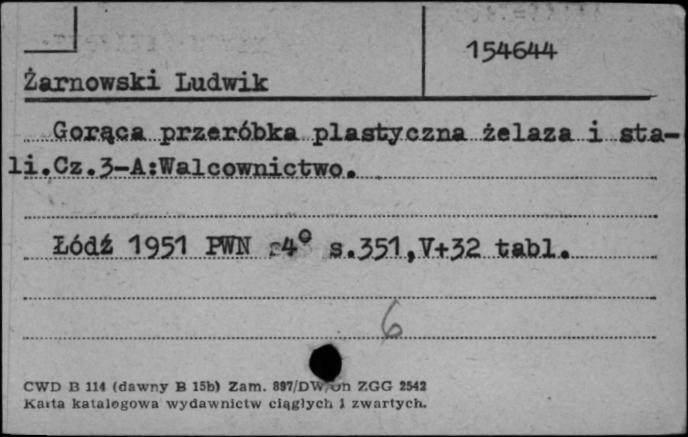 154644
Żarnowski Ludwik
Gorąca przeróbka plastyczna żelaza i sta-
li.Cz.3-A:Walcownictwo.
Łódź 1951 PWN 4° s.351,V+32 tabl.
6
CWD B 114 (dawny B 15b) Zam. 897/DW/Jn ZGG 2542
Karta katalogowa wydawnictw ciągłych i zwartych.